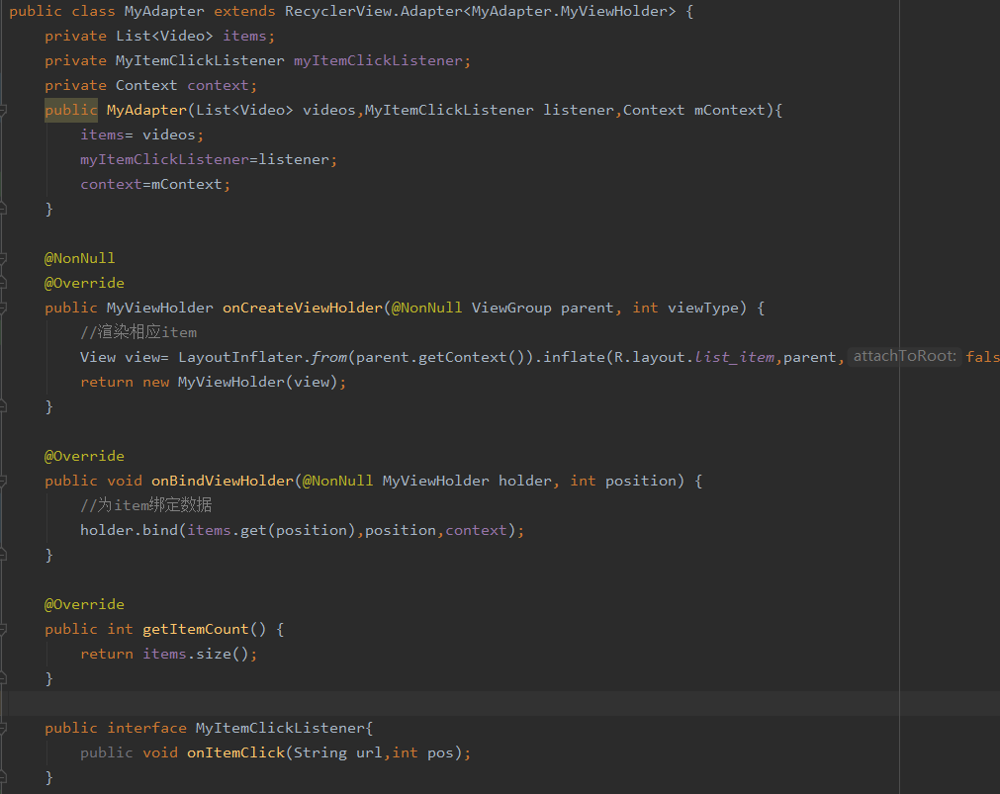 public class MyAdapter extends RecyclerView.Adapter<MyAdapter.MyViewHolder> {
private List<Video> items;
private MyItemClickListener myItemClickListener;
private Context context;
public MyAdapter(List<Video> videos,MyItemClickListener listener,Context mContext){
items= videos;
myItemClickListener=listener;
context=mContext;
}
@NonNull
@Override
public MyViewHolder onCreateViewHolder(@NonNull ViewGroup parent, int viewType) {
//渲染相应item
View view= LayoutInflater.from(parent.getContext()).inflate(R.layout.list_item,parent, attachToRoot: fals
return new MyViewHolder(view);
}
@Override
public void onBindViewHolder(@NonNull MyViewHolder holder, int position) {
//为item绑定数据
holder.bind(items.get(position),position,context);
}
@Override
public int getItemCount() {
return items.size();
}
public interface MyItemClickListener{
public void onItemClick(String url,int pos);
}